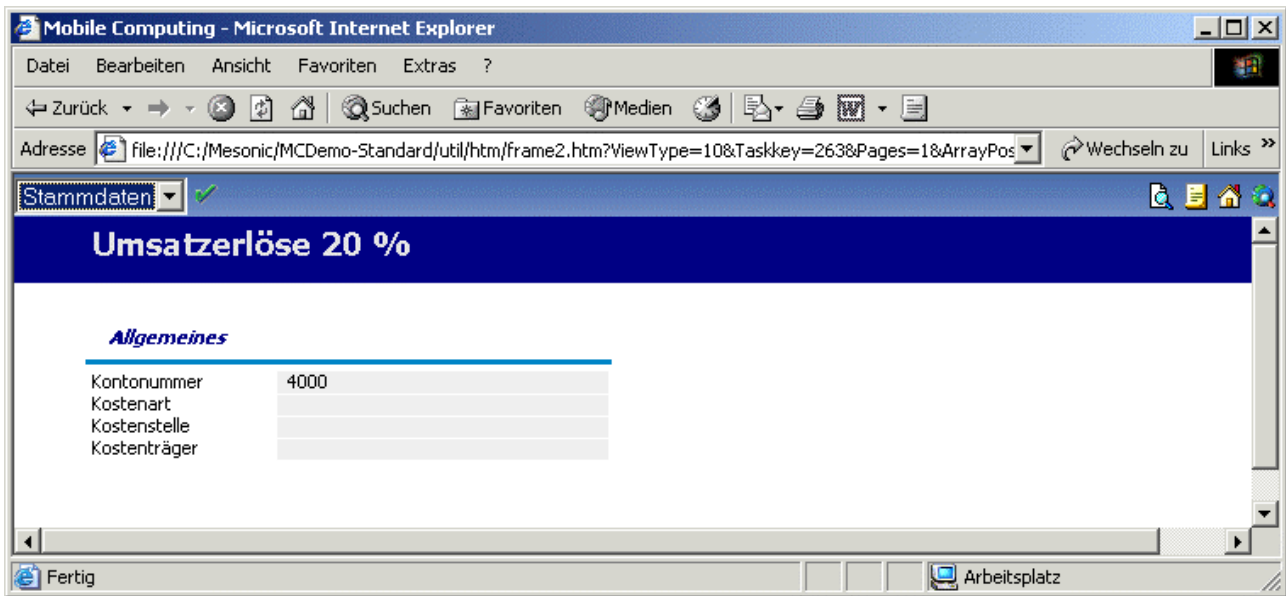 Mobile Computing - Microsoft Internet Explorer
Datei Bearbeiten Ansicht Favoriten Extras ?
Zurück Suchen Favoriten Medien
Adresse file:///C:/Mesonic/MCDemo-Standard/util/htm/frame2.htm?ViewType=10&Taskkey=263&Pages=1&ArrayPos Wechseln zu Links »
Stammdaten
Umsatzerlöse 20 %
Allgemeines
Kontonummer 4000
Kostenart
Kostenstelle
Kostenträger
Fertig Arbeitsplatz